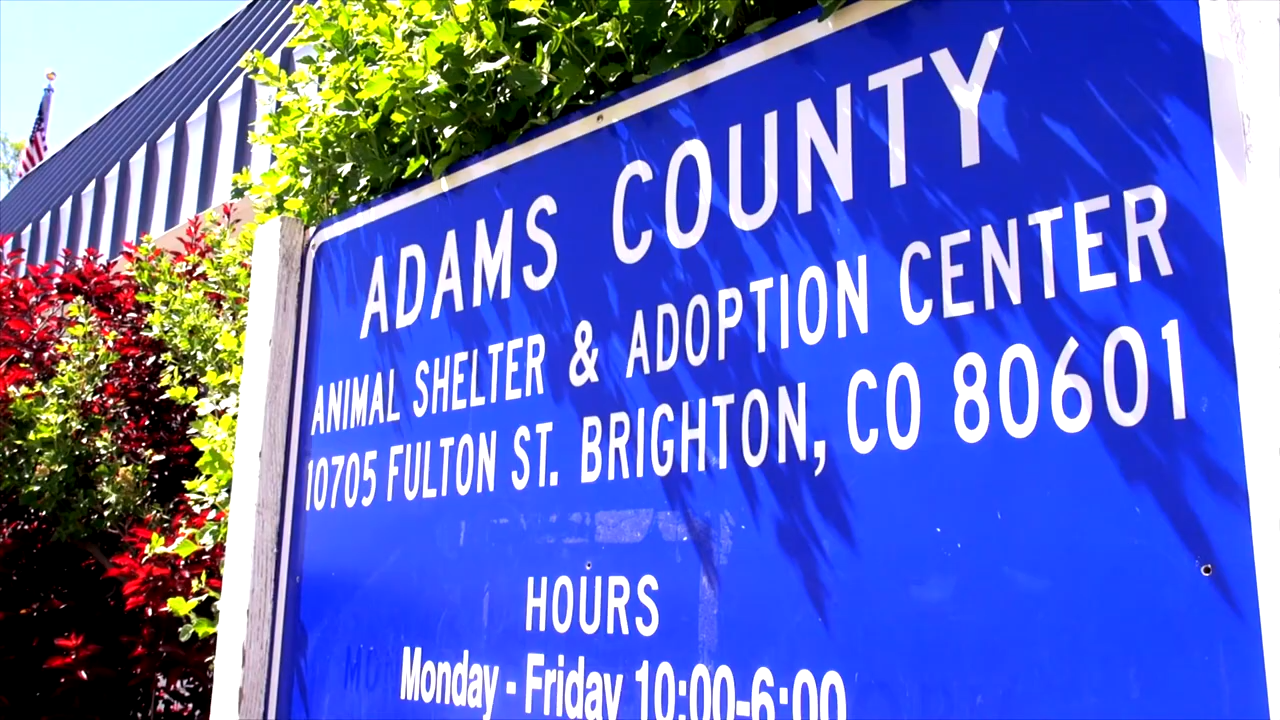 ADAMS COUNTY
ANIMAL SHELTER & ADOPTION CENTER
10705 FULTON ST. BRIGHTON, CO 80601
HOURS
Monday - Friday 10:00-6:00